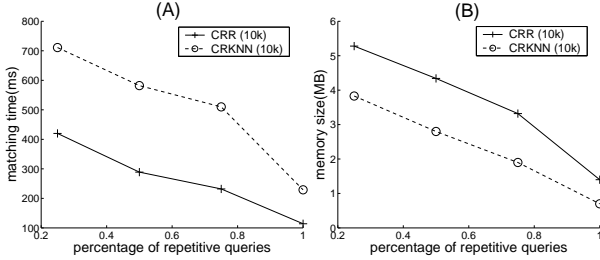 (A)
800
700
600
500
400
300
200
100
0.2
0.4
0.6
0.8
1
matching time(ms)
percentage of repetitive queries
CRR (10k)
CRKNN (10k)
(B)
6
5
4
3
2
1
0
0.2
0.4
0.6
0.8
1
memory size(MB)
percentage of repetitive queries
CRR (10k)
CRKNN (10k)